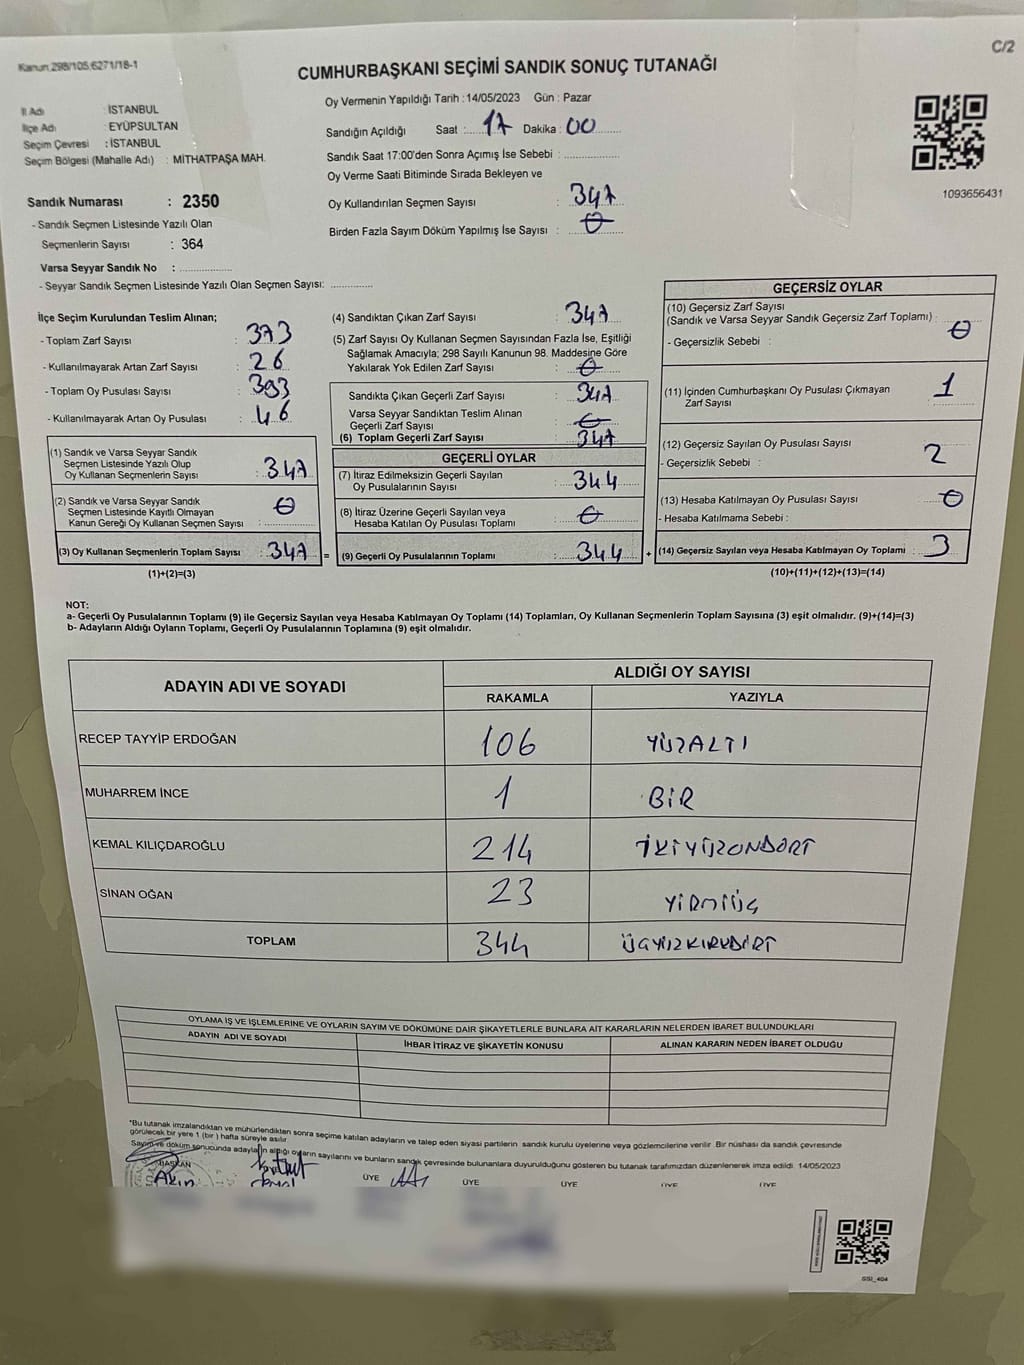 Kanun 298/105;6271/18-1
C/2
CUMHURBAŞKANI SEÇİMİ SANDIK SONUÇ TUTANAĞI
İl Adı : İSTANBUL
İlçe Adı : EYÜPSULTAN
Seçim Çevresi : İSTANBUL
Seçim Bölgesi (Mahalle Adı) : MİTHATPAŞA MAH.
Sandık Numarası : 2350
- Sandık Seçmen Listesinde Yazılı Olan
Seçmenlerin Sayısı : 364
Varsa Seyyar Sandık No : ..................
- Seyyar Sandık Seçmen Listesinde Yazılı Olan Seçmen Sayısı: ..............
Oy Vermenin Yapıldığı Tarih : 14/05/2023 Gün : Pazar
Sandığın Açıldığı Saat : 17 Dakika : 00
Sandık Saat 17:00'den Sonra Açımış İse Sebebi : ..................
Oy Verme Saati Bitiminde Sırada Bekleyen ve
Oy Kullandırılan Seçmen Sayısı : 347
Birden Fazla Sayım Döküm Yapılmış İse Sayısı : 0
1093656431
İlçe Seçim Kurulundan Teslim Alınan;
- Toplam Zarf Sayısı : 373
- Kullanılmayarak Artan Zarf Sayısı : 26
- Toplam Oy Pusulası Sayısı : 393
- Kullanılmayarak Artan Oy Pusulası : 46
(1) Sandık ve Varsa Seyyar Sandık
Seçmen Listesinde Yazılı Olup
Oy Kullanan Seçmenlerin Sayısı : 347
(2) Sandık ve Varsa Seyyar Sandık
Seçmen Listesinde Kayıtlı Olmayan
Kanun Gereği Oy Kullanan Seçmen Sayısı : 0
(3) Oy Kullanan Seçmenlerin Toplam Sayısı : 347 =
(1)+(2)=(3)
(4) Sandıktan Çıkan Zarf Sayısı : 347
(5) Zarf Sayısı Oy Kullanan Seçmen Sayısından Fazla İse, Eşitliği
Sağlamak Amacıyla; 298 Sayılı Kanunun 98. Maddesine Göre
Yakılarak Yok Edilen Zarf Sayısı : 0
Sandıkta Çıkan Geçerli Zarf Sayısı : 347
Varsa Seyyar Sandıktan Teslim Alınan
Geçerli Zarf Sayısı : 0
(6) Toplam Geçerli Zarf Sayısı : 347
GEÇERLİ OYLAR
(7) İtiraz Edilmeksizin Geçerli Sayılan
Oy Pusulalarının Sayısı : 344
(8) İtiraz Üzerine Geçerli Sayılan veya
Hesaba Katılan Oy Pusulası Toplamı : 0
(9) Geçerli Oy Pusulalarının Toplamı : 344 +
GEÇERSİZ OYLAR
(10) Geçersiz Zarf Sayısı
(Sandık ve Varsa Seyyar Sandık Geçersiz Zarf Toplamı) : 0
- Geçersizlik Sebebi :
(11) İçinden Cumhurbaşkanı Oy Pusulası Çıkmayan
Zarf Sayısı : 1
(12) Geçersiz Sayılan Oy Pusulası Sayısı : 2
- Geçersizlik Sebebi :
(13) Hesaba Katılmayan Oy Pusulası Sayısı : 0
- Hesaba Katılmama Sebebi :
(14) Geçersiz Sayılan veya Hesaba Katılmayan Oy Toplamı : 3
(10)+(11)+(12)+(13)=(14)
NOT:
a- Geçerli Oy Pusulalarının Toplamı (9) ile Geçersiz Sayılan veya Hesaba Katılmayan Oy Toplamı (14) Toplamları, Oy Kullanan Seçmenlerin Toplam Sayısına (3) eşit olmalıdır. (9)+(14)=(3)
b- Adayların Aldığı Oyların Toplamı, Geçerli Oy Pusulalarının Toplamına (9) eşit olmalıdır.
ADAYIN ADI VE SOYADI ALDIĞI OY SAYISI
RAKAMLA YAZIYLA
RECEP TAYYİP ERDOĞAN 106 YÜZALTI
MUHARREM İNCE 1 BİR
KEMAL KILIÇDAROĞLU 214 İKİYÜZONDÖRT
SİNAN OĞAN 23 YİRMİÜÇ
TOPLAM 344 ÜÇYÜZKIRKDÖRT
OYLAMA İŞ VE İŞLEMLERİNE VE OYLARIN SAYIM VE DÖKÜMÜNE DAİR ŞİKAYETLERLE BUNLARA AİT KARARLARIN NELERDEN İBARET BULUNDUKLARI
ADAYIN ADI VE SOYADI İHBAR İTİRAZ VE ŞİKAYETİN KONUSU ALINAN KARARIN NEDEN İBARET OLDUĞU
*Bu tutanak imzalandıktan ve mühürlendikten sonra seçime katılan adayların ve talep eden siyasi partilerin sandık kurulu üyelerine veya gözlemcilerine verilir. Bir nüshası da sandık çevresinde
görülecek bir yere 1 (bir) hafta süreyle asılır.
Sayım ve döküm sonucunda adayların aldığı oyların sayılarını ve bunların sandık çevresinde bulunanlara duyurulduğunu gösteren bu tutanak tarafımızdan düzenlenerek imza edildi. 14/05/2023
BAŞKAN ÜYE ÜYE ÜYE ÜYE ÜYE
Akın
GSI_404